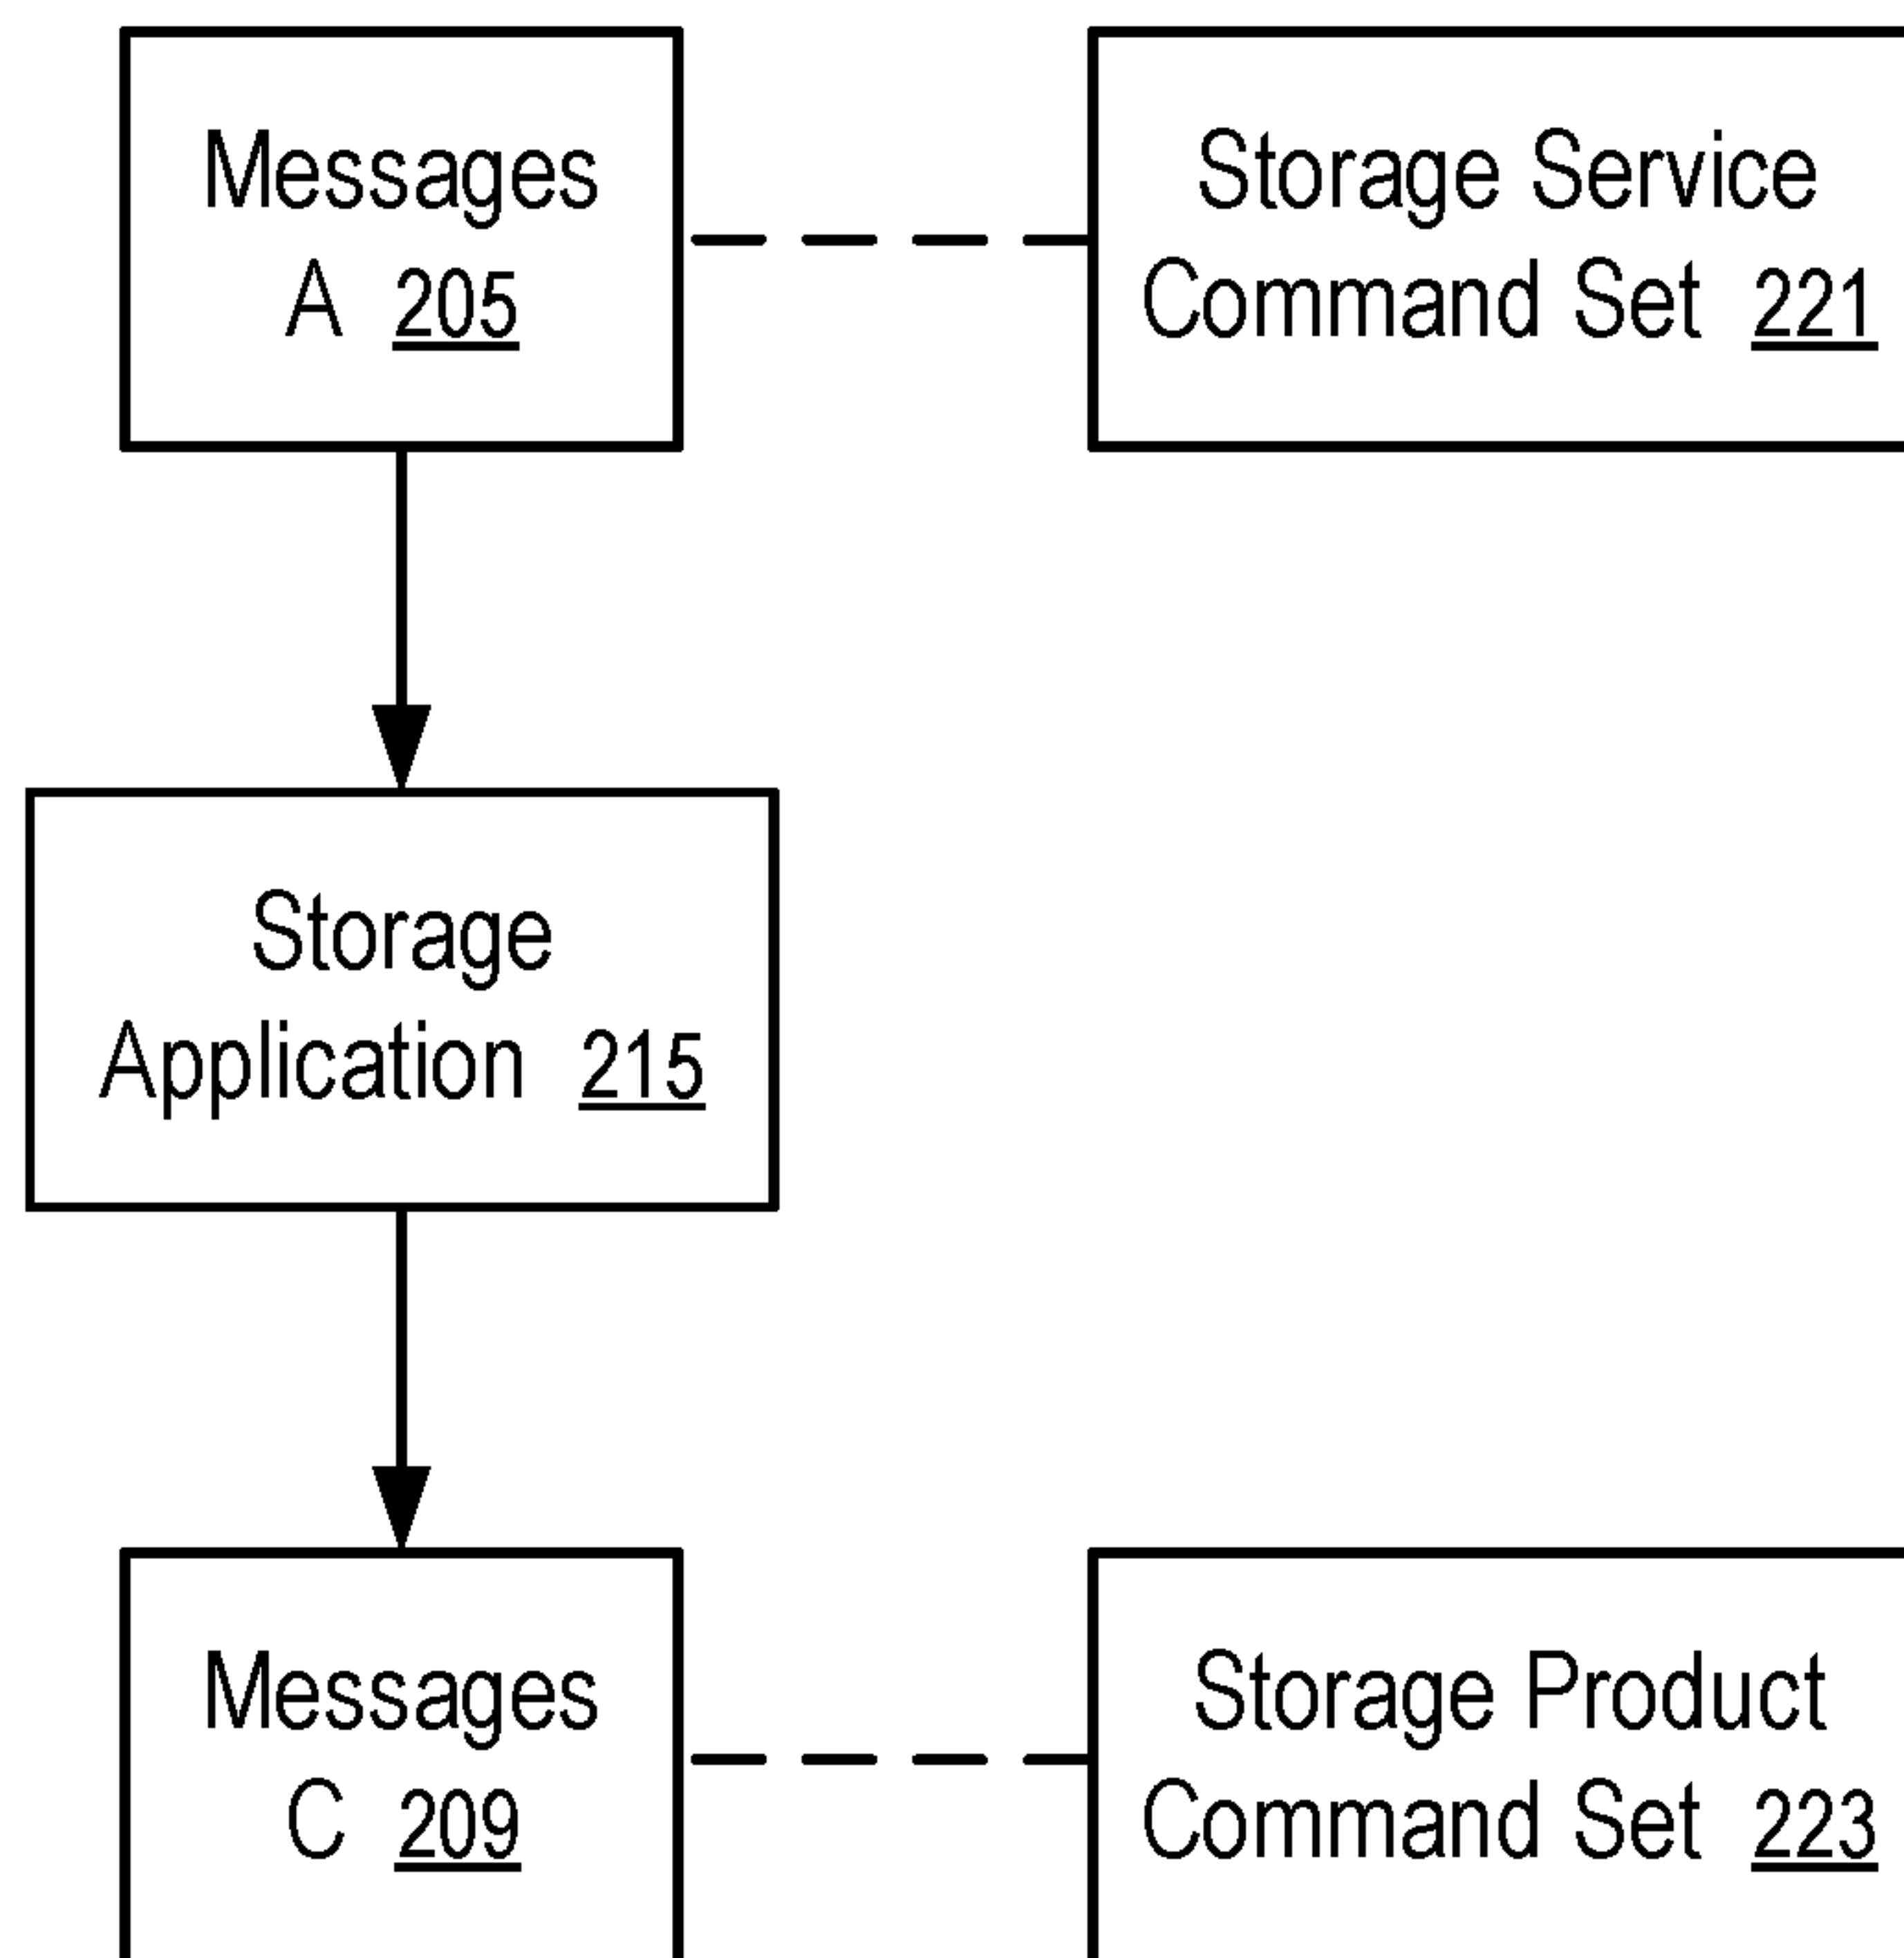 Messages
A 205
Storage Service
Command Set 221
Storage
Application 215
Messages
C 209
Storage Product
Command Set 223